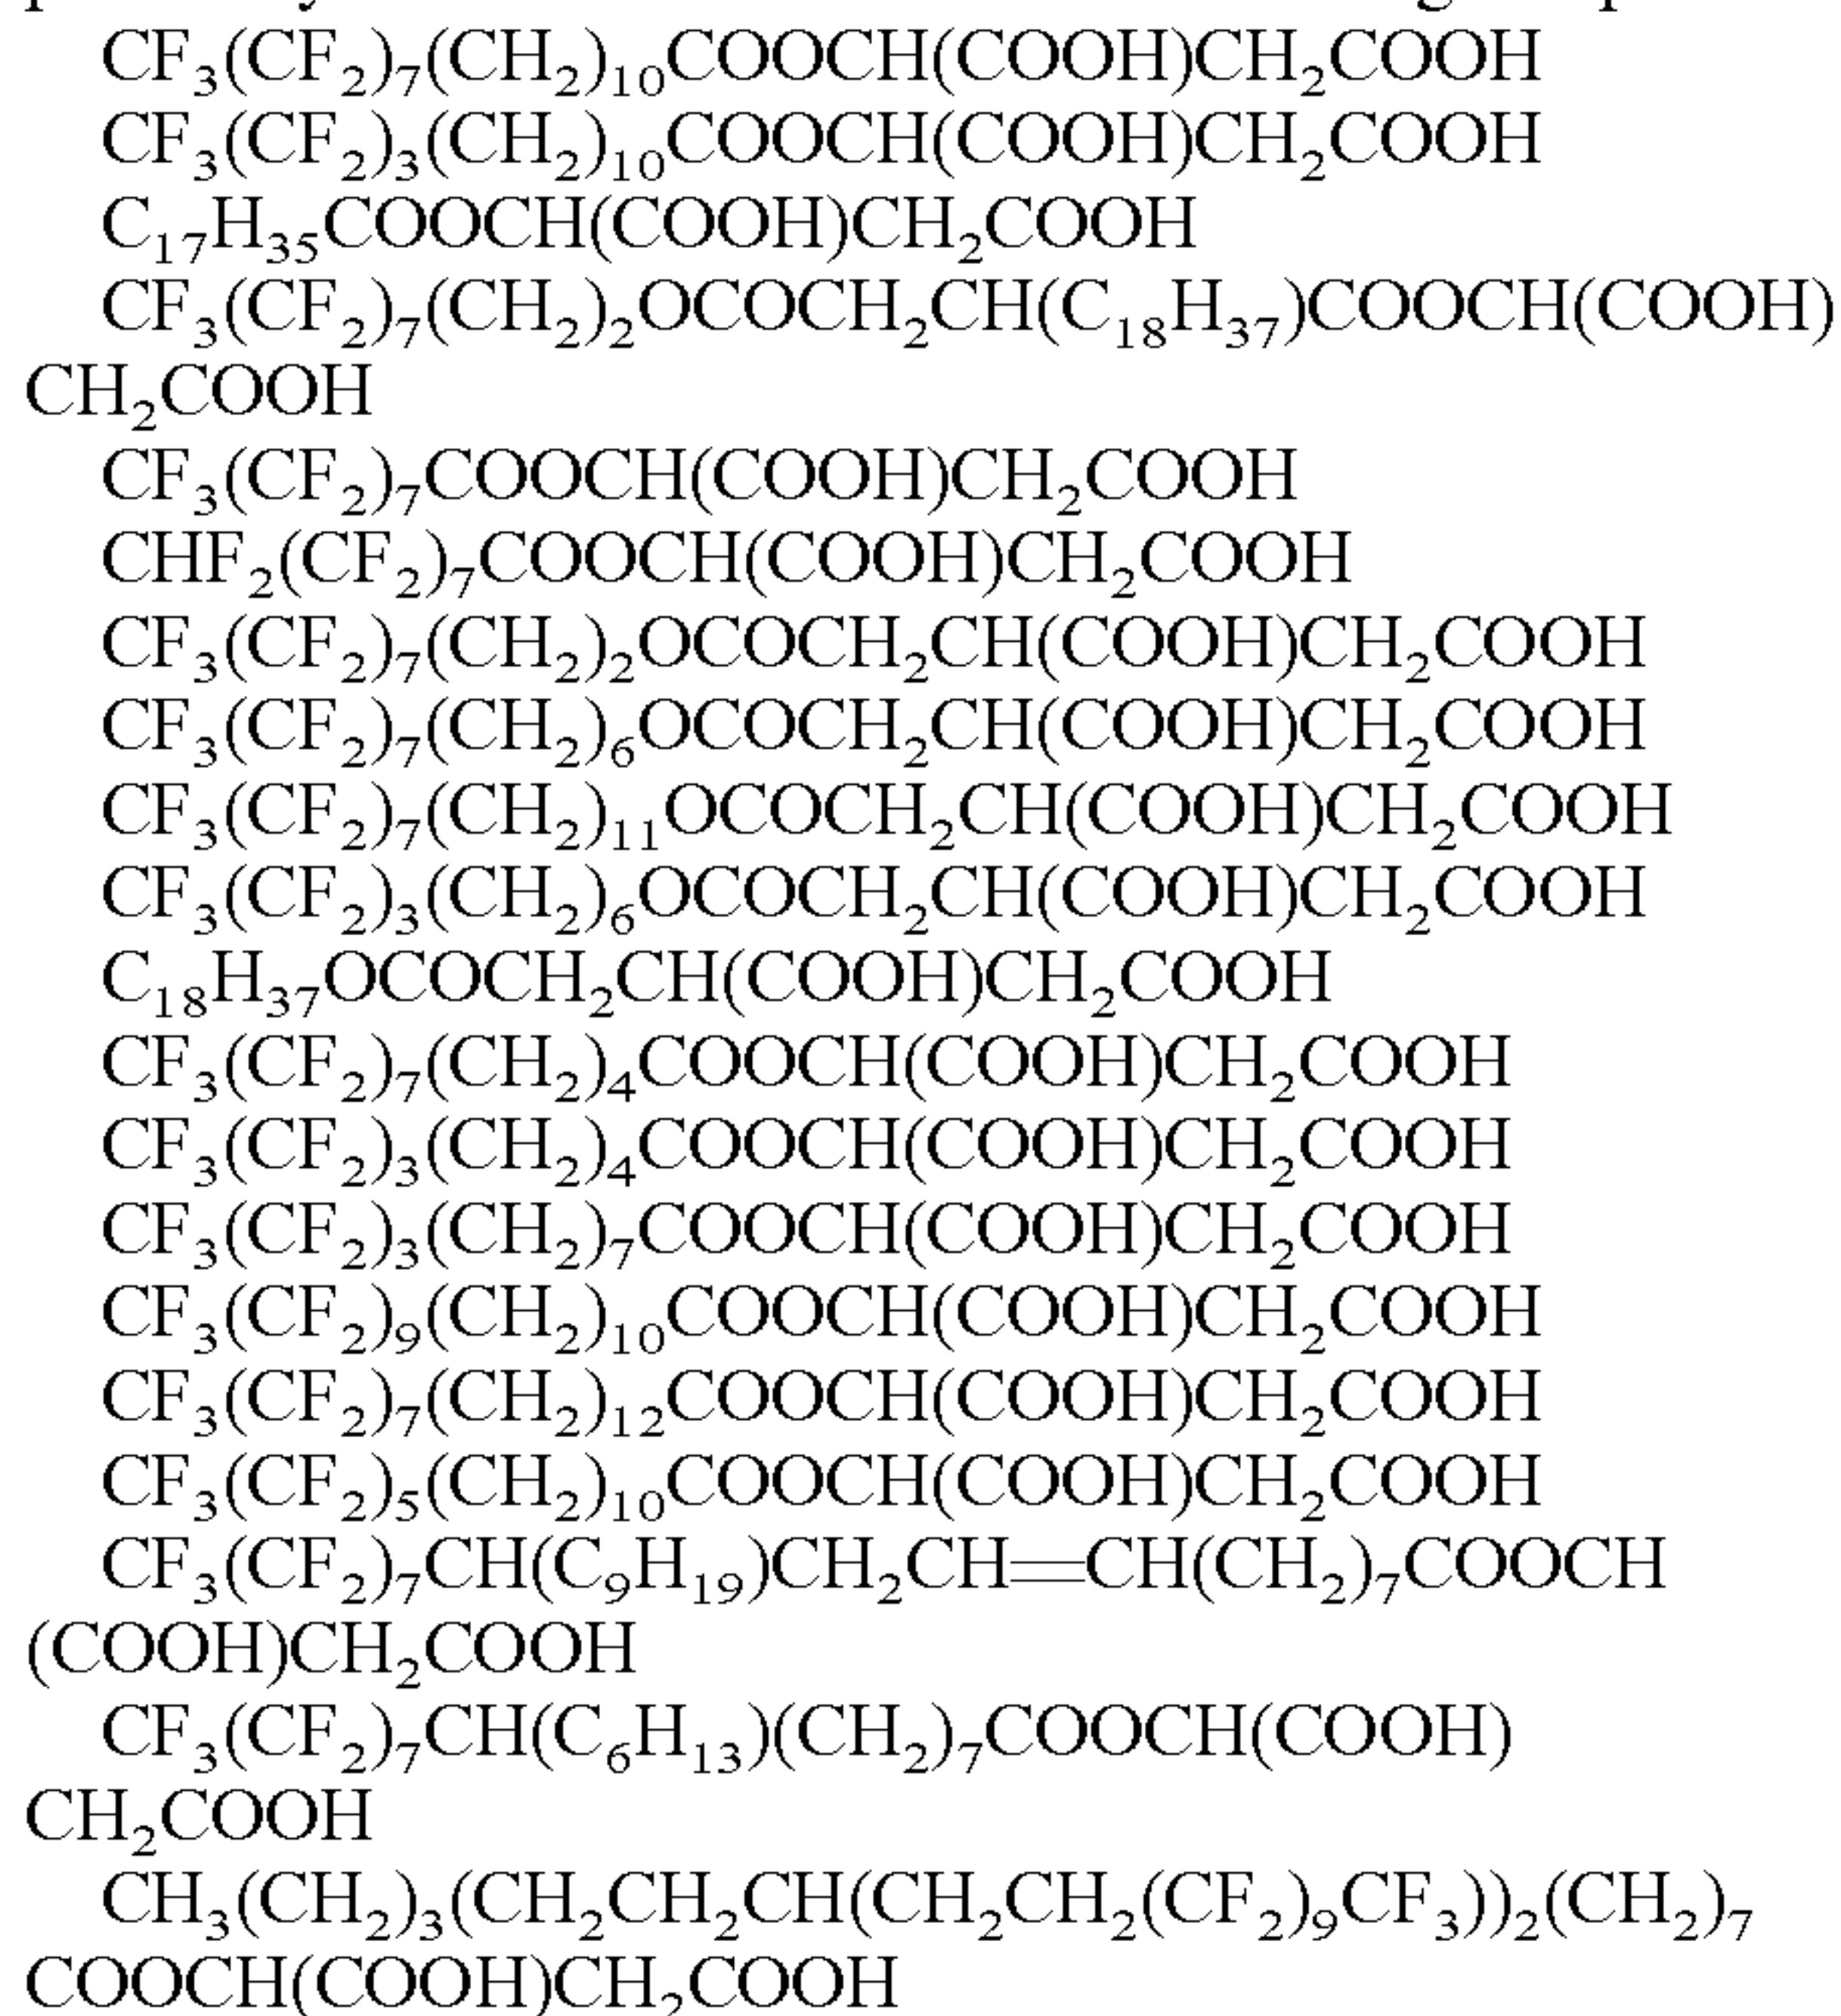 CF₃(CF₂)₇(CH₂)₁₀COOCH(COOH)CH₂COOH
CF₃(CF₂)₃(CH₂)₁₀COOCH(COOH)CH₂COOH
C₁₇H₃₅COOCH(COOH)CH₂COOH
CF₃(CF₂)₇(CH₂)₂OCOCH₂CH(C₁₈H₃₇)COOCH(COOH)
CH₂COOH
CF₃(CF₂)₇COOCH(COOH)CH₂COOH
CHF₂(CF₂)₇COOCH(COOH)CH₂COOH
CF₃(CF₂)₇(CH₂)₂OCOCH₂CH(COOH)CH₂COOH
CF₃(CF₂)₇(CH₂)₆OCOCH₂CH(COOH)CH₂COOH
CF₃(CF₂)₇(CH₂)₁₁OCOCH₂CH(COOH)CH₂COOH
CF₃(CF₂)₃(CH₂)₆OCOCH₂CH(COOH)CH₂COOH
C₁₈H₃₇OCOCH₂CH(COOH)CH₂COOH
CF₃(CF₂)₇(CH₂)₄COOCH(COOH)CH₂COOH
CF₃(CF₂)₃(CH₂)₄COOCH(COOH)CH₂COOH
CF₃(CF₂)₃(CH₂)₇COOCH(COOH)CH₂COOH
CF₃(CF₂)₉(CH₂)₁₀COOCH(COOH)CH₂COOH
CF₃(CF₂)₇(CH₂)₁₂COOCH(COOH)CH₂COOH
CF₃(CF₂)₅(CH₂)₁₀COOCH(COOH)CH₂COOH
CF₃(CF₂)₇CH(C₉H₁₉)CH₂CH═CH(CH₂)₇COOCH
(COOH)CH₂COOH
CF₃(CF₂)₇CH(C₆H₁₃)(CH₂)₇COOCH(COOH)
CH₂COOH
CH₃(CH₂)₃(CH₂CH₂CH(CH₂CH₂(CF₂)₉CF₃))₂(CH₂)₇
COOCH(COOH)CH₂COOH